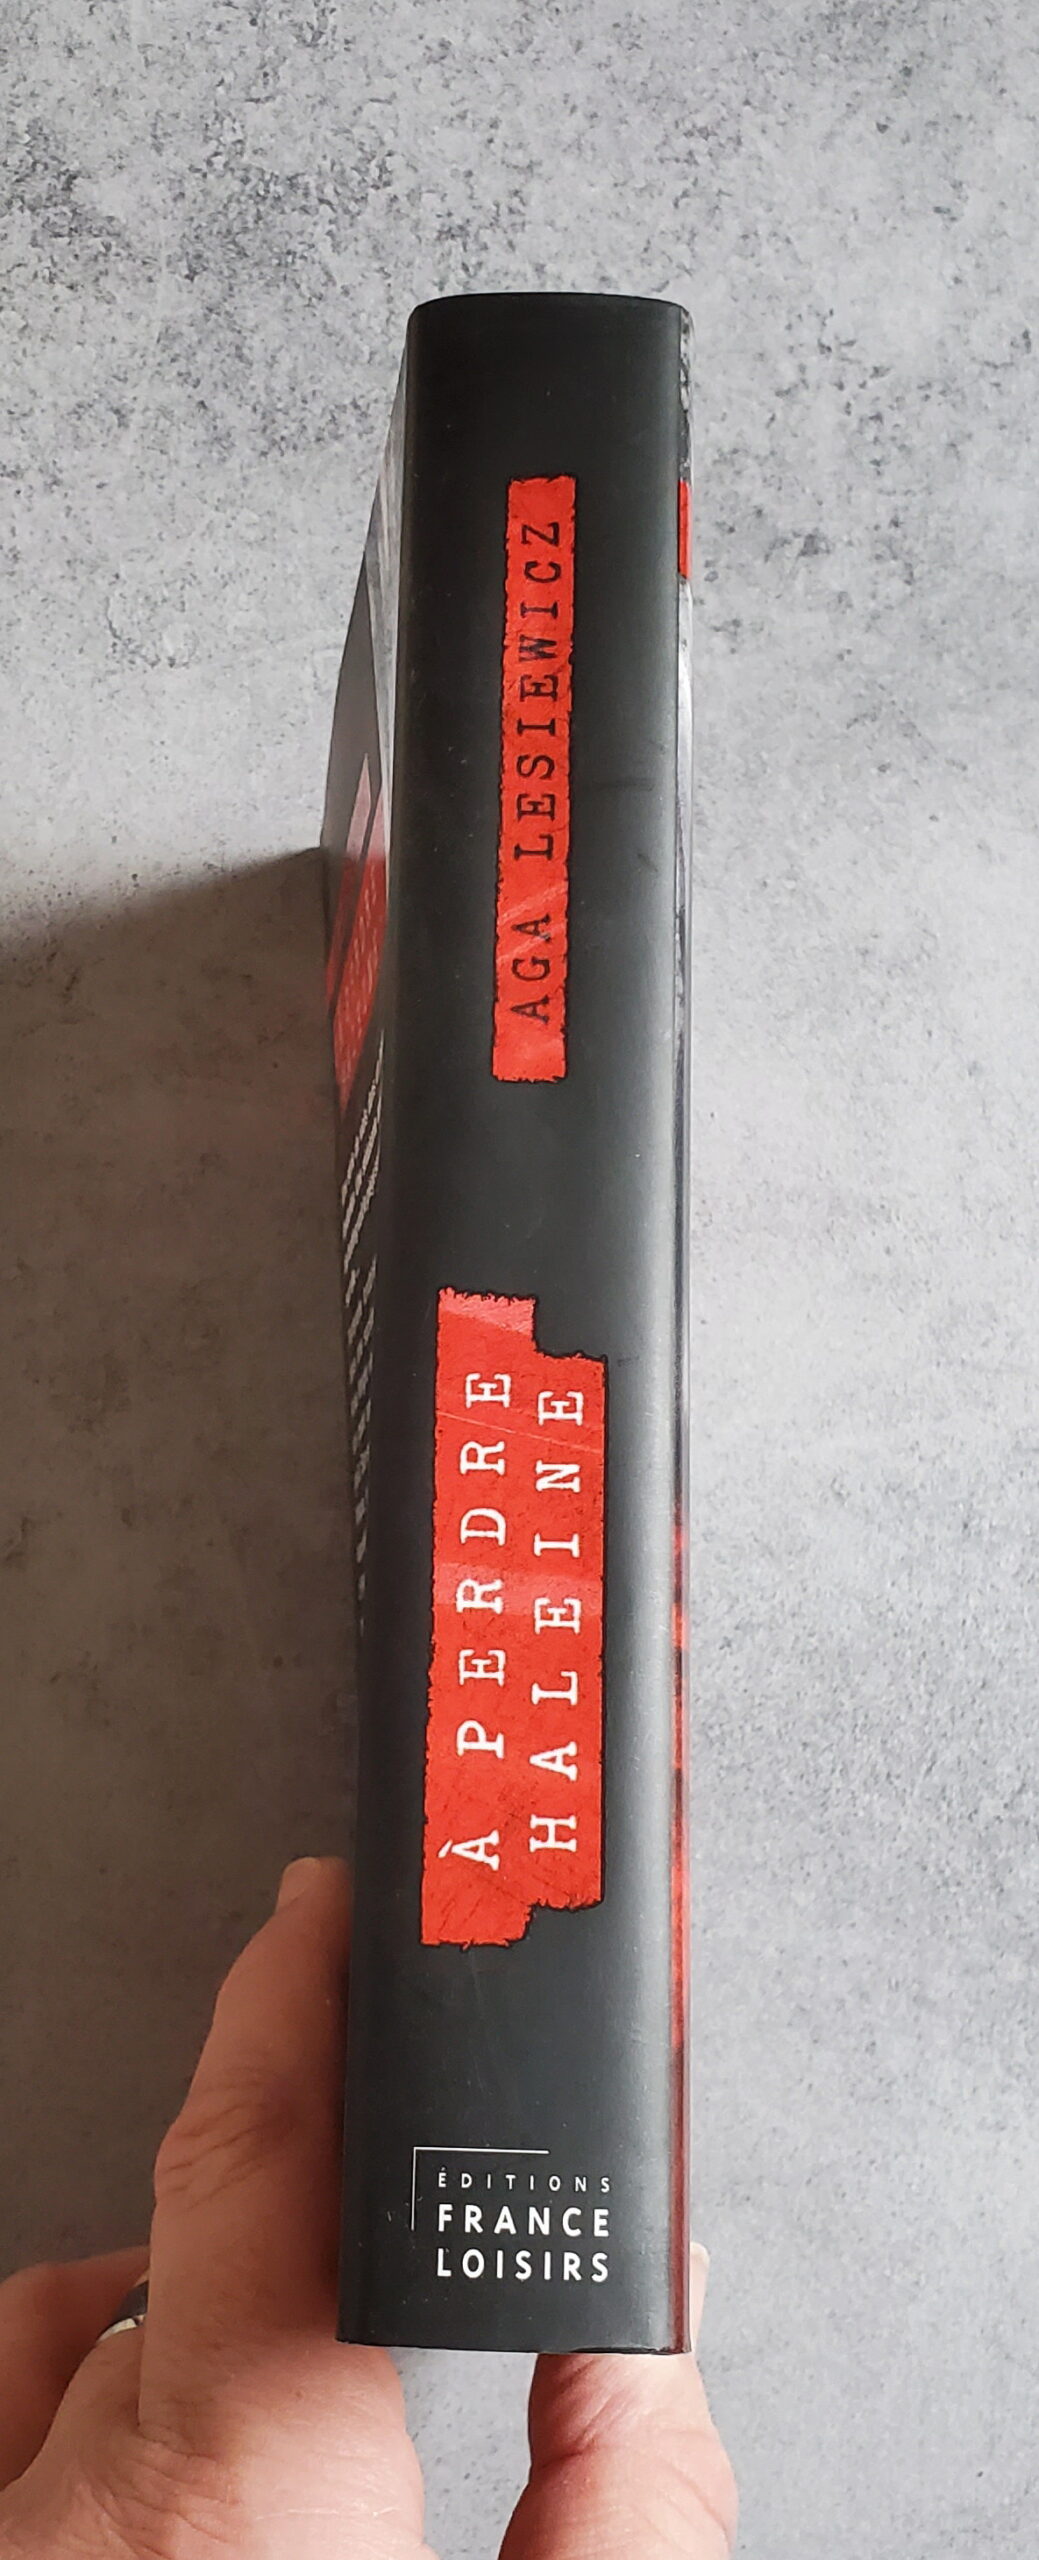 AGA LESIEWICZ
À PERDRE
HALEINE
ÉDITIONS
FRANCE
LOISIRS